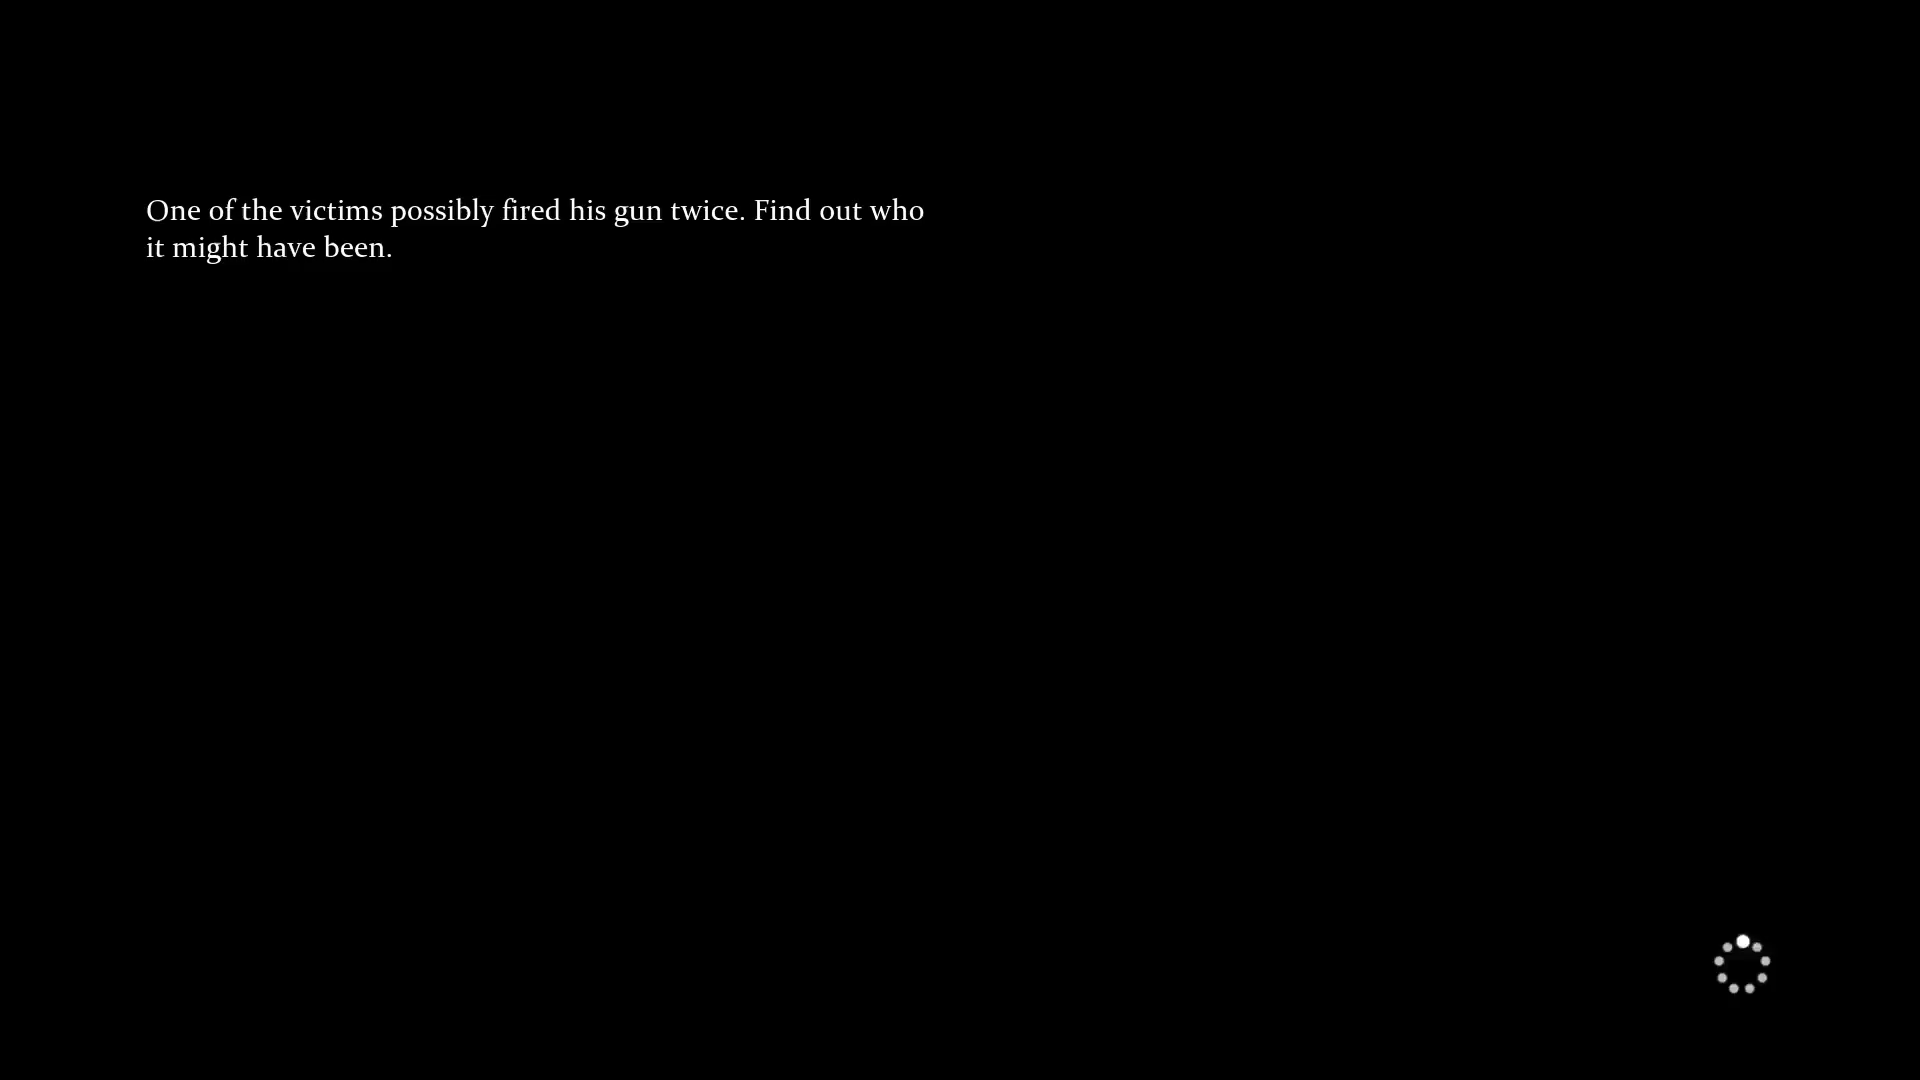 One of the victims possibly fired his gun twice. Find out who
it might have been.